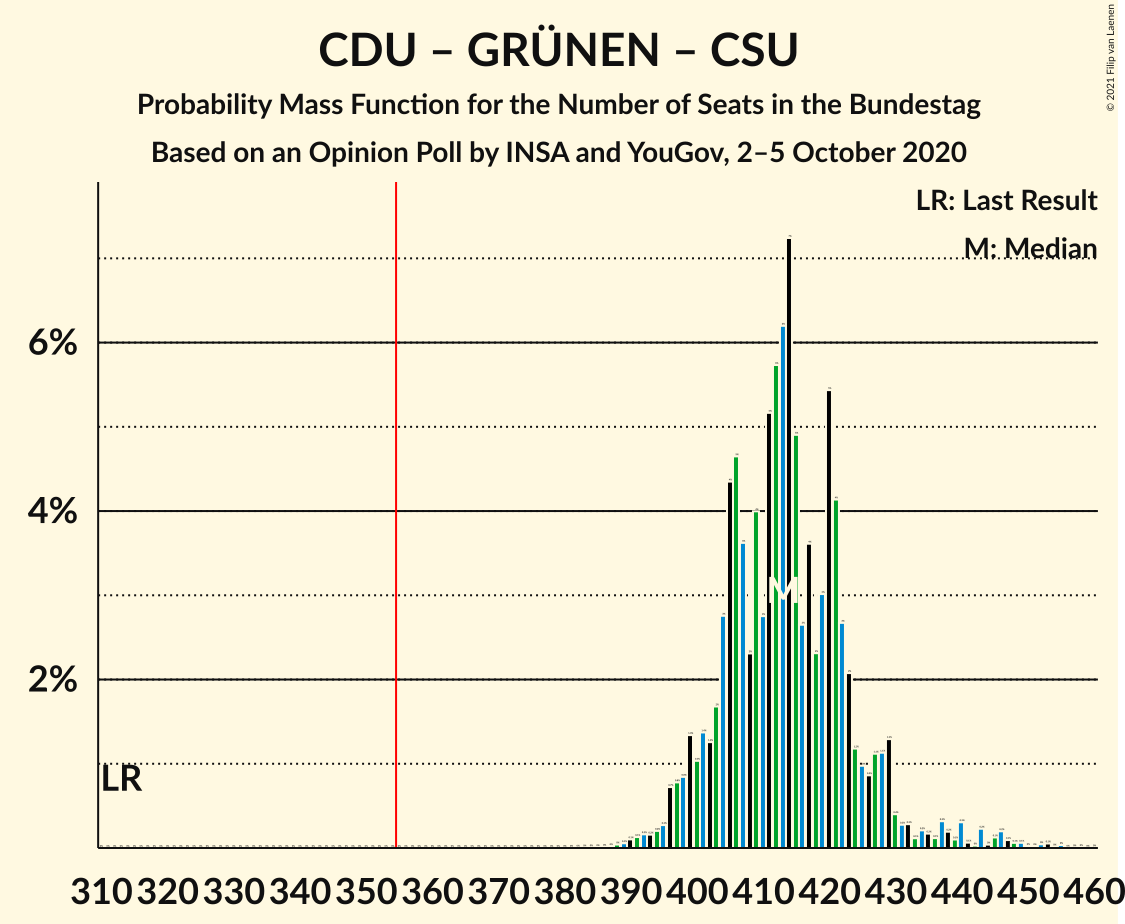 CDU – GRÜNEN – CSU
Probability Mass Function for the Number of Seats in the Bundestag
Based on an Opinion Poll by INSA and YouGov, 2–5 October 2020
© 2021 Filip van Laenen
LR: Last Result
M: Median
6%
4%
2%
LR
M
310 320 330 340 350 360 370 380 390 400 410 420 430 440 450 460